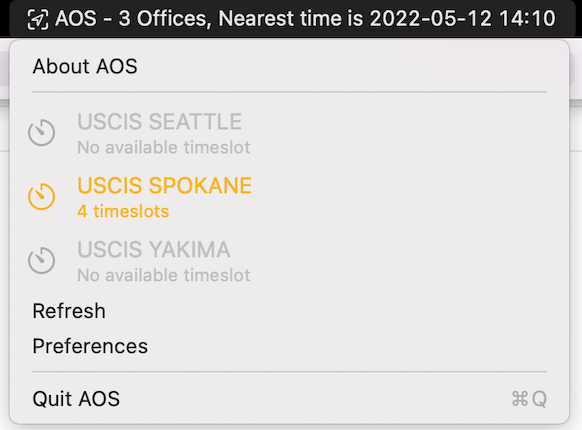 AOS - 3 Offices, Nearest time is 2022-05-12 14:10
About AOS
USCIS SEATTLE
No available timeslot
USCIS SPOKANE
4 timeslots
USCIS YAKIMA
No available timeslot
Refresh
Preferences
Quit AOS ⌘Q